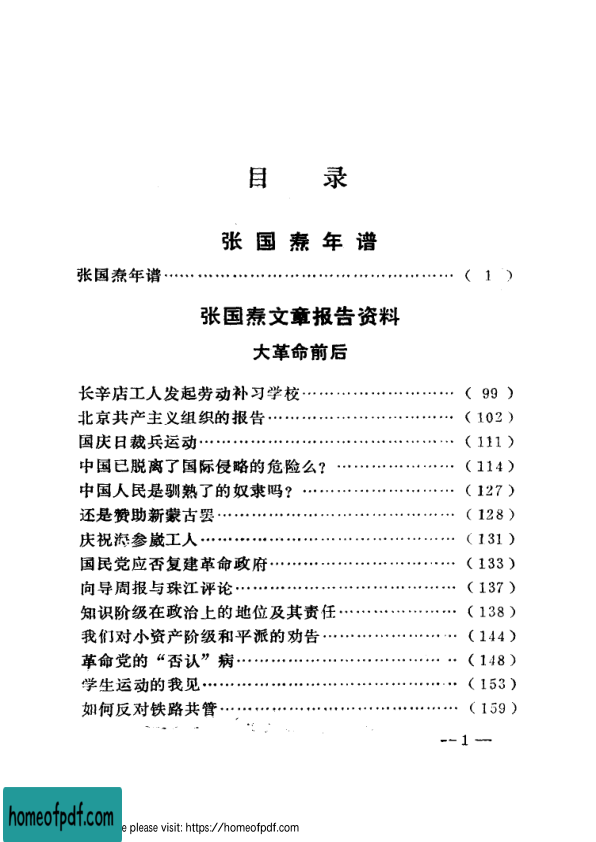 目 录
张国焘年谱
张国焘年谱…………………………………………（ 1 ）
张国焘文章报告资料
大革命前后
长辛店工人发起劳动补习学校……………………（ 99 ）
北京共产主义组织的报告…………………………（102）
国庆日裁兵运动……………………………………（111）
中国已脱离了国际侵略的危险么？ ………………（114）
中国人民是驯熟了的奴隶吗？ ……………………（127）
还是赞助新蒙古罢…………………………………（128）
庆祝海参崴工人……………………………………（131）
国民党应否复建革命政府…………………………（133）
向导周报与珠江评论………………………………（137）
知识阶级在政治上的地位及其责任………………（138）
我们对小资产阶级和平派的劝告…………………（144）
革命党的“否认”病………………………………（148）
学生运动的我见……………………………………（153）
如何反对铁路共管…………………………………（159）
—1—
homeofpdf.com
e please visit: https://homeofpdf.com